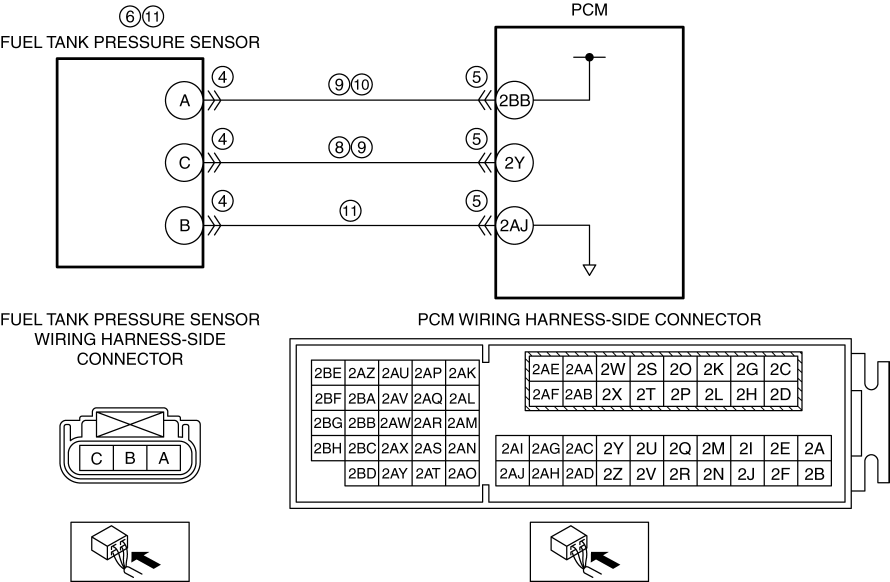 ⑥⑪
PCM
FUEL TANK PRESSURE SENSOR
A ④ ⑨⑩ ⑤ 2BB
C ④ ⑧⑨ ⑤ 2Y
B ④ ⑪ ⑤ 2AJ
FUEL TANK PRESSURE SENSOR
WIRING HARNESS-SIDE
CONNECTOR
C B A
PCM WIRING HARNESS-SIDE CONNECTOR
2BE 2AZ 2AU 2AP 2AK
2BF 2BA 2AV 2AQ 2AL
2BG 2BB 2AW 2AR 2AM
2BH 2BC 2AX 2AS 2AN
2BD 2AY 2AT 2AO
2AE 2AA 2W 2S 2O 2K 2G 2C
2AF 2AB 2X 2T 2P 2L 2H 2D
2AI 2AG 2AC 2Y 2U 2Q 2M 2I 2E 2A
2AJ 2AH 2AD 2Z 2V 2R 2N 2J 2F 2B